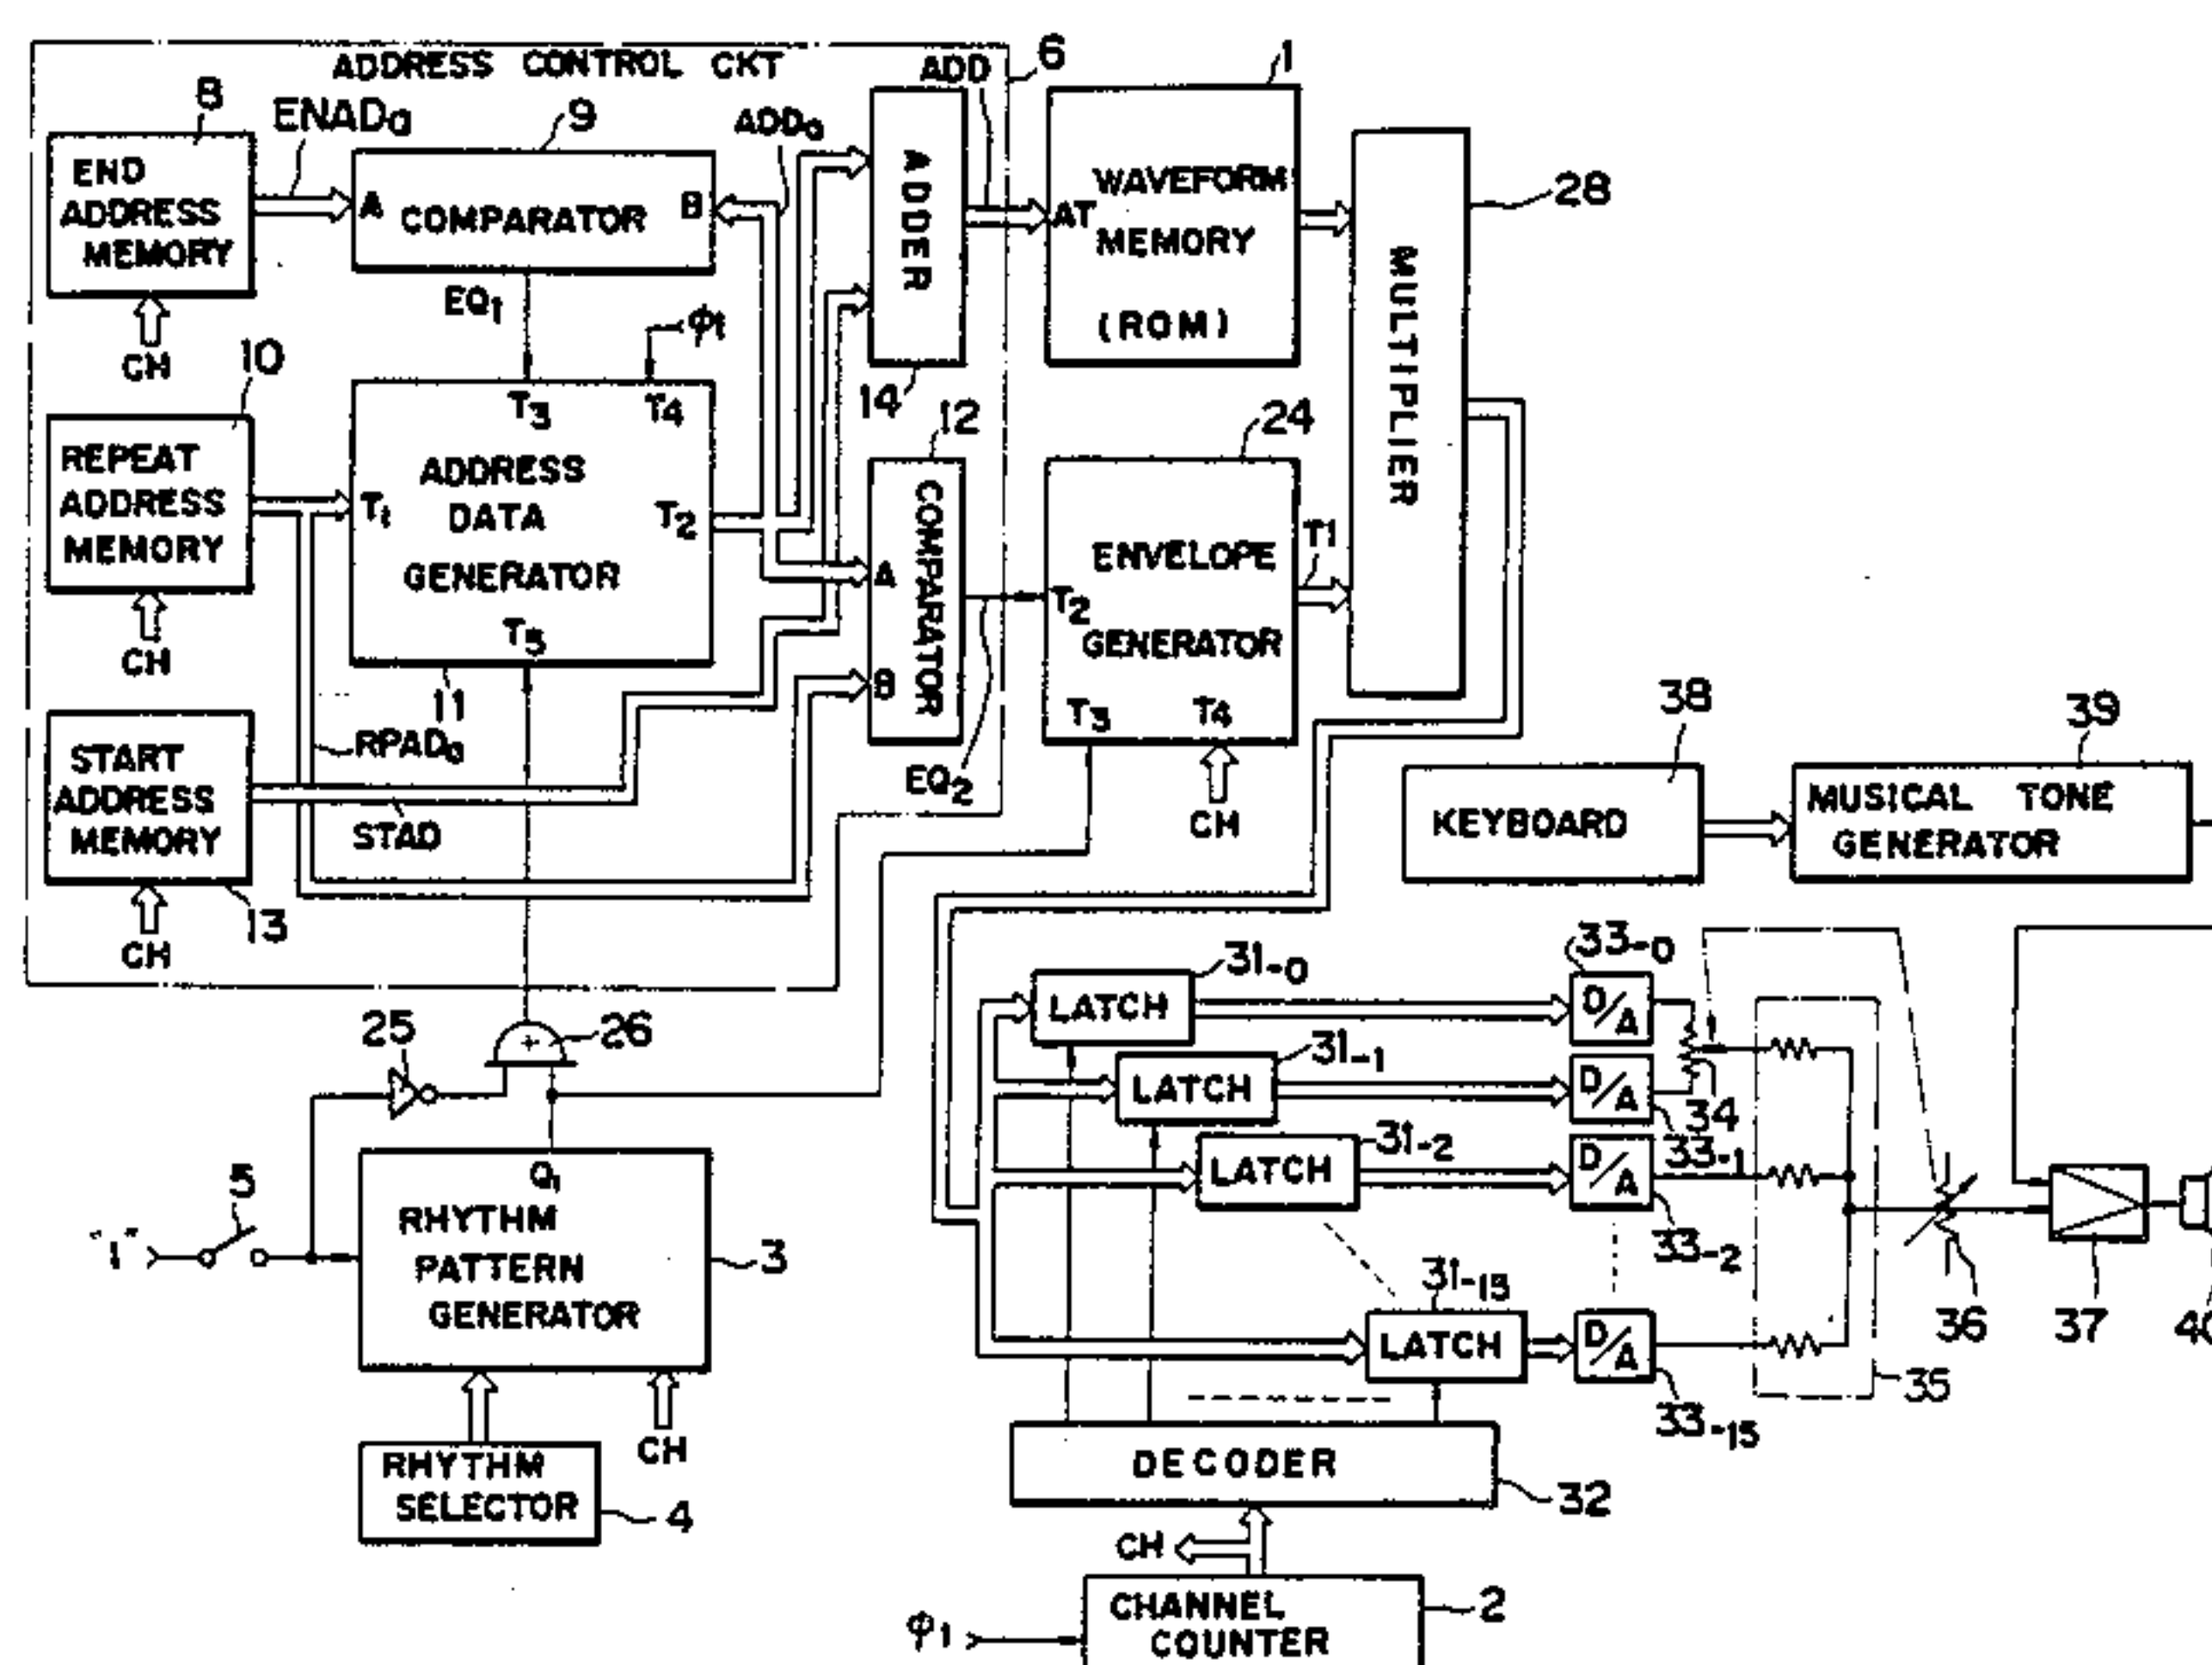 ADDRESS CONTROL CKT
6
ADD
1
8
ENADa
9
ADDa
END
ADDRESS
MEMORY
A
COMPARATOR
B
ADDER
AT
WAVEFORM
MEMORY
(ROM)
MULTIPLIER
28
EQ1
φ1
CH
10
14
12
24
T3
T4
REPEAT
ADDRESS
MEMORY
T1
ADDRESS
DATA
GENERATOR
T2
T5
A
COMPARATOR
B
T2
ENVELOPE
GENERATOR
T1
T3
T4
CH
11
38
39
START
ADDRESS
MEMORY
RPADa
STAD
EQ2
CH
KEYBOARD
MUSICAL TONE
GENERATOR
13
CH
31-0
33-0
LATCH
D/A
25
+
26
31-1
LATCH
D/A
34
33-1
31-2
LATCH
D/A
33-2
5
"1"
Q1
RHYTHM
PATTERN
GENERATOR
3
31-15
LATCH
D/A
33-15
35
36
37
40
CH
RHYTHM
SELECTOR
4
DECODER
32
CH
CHANNEL
COUNTER
2
φ1